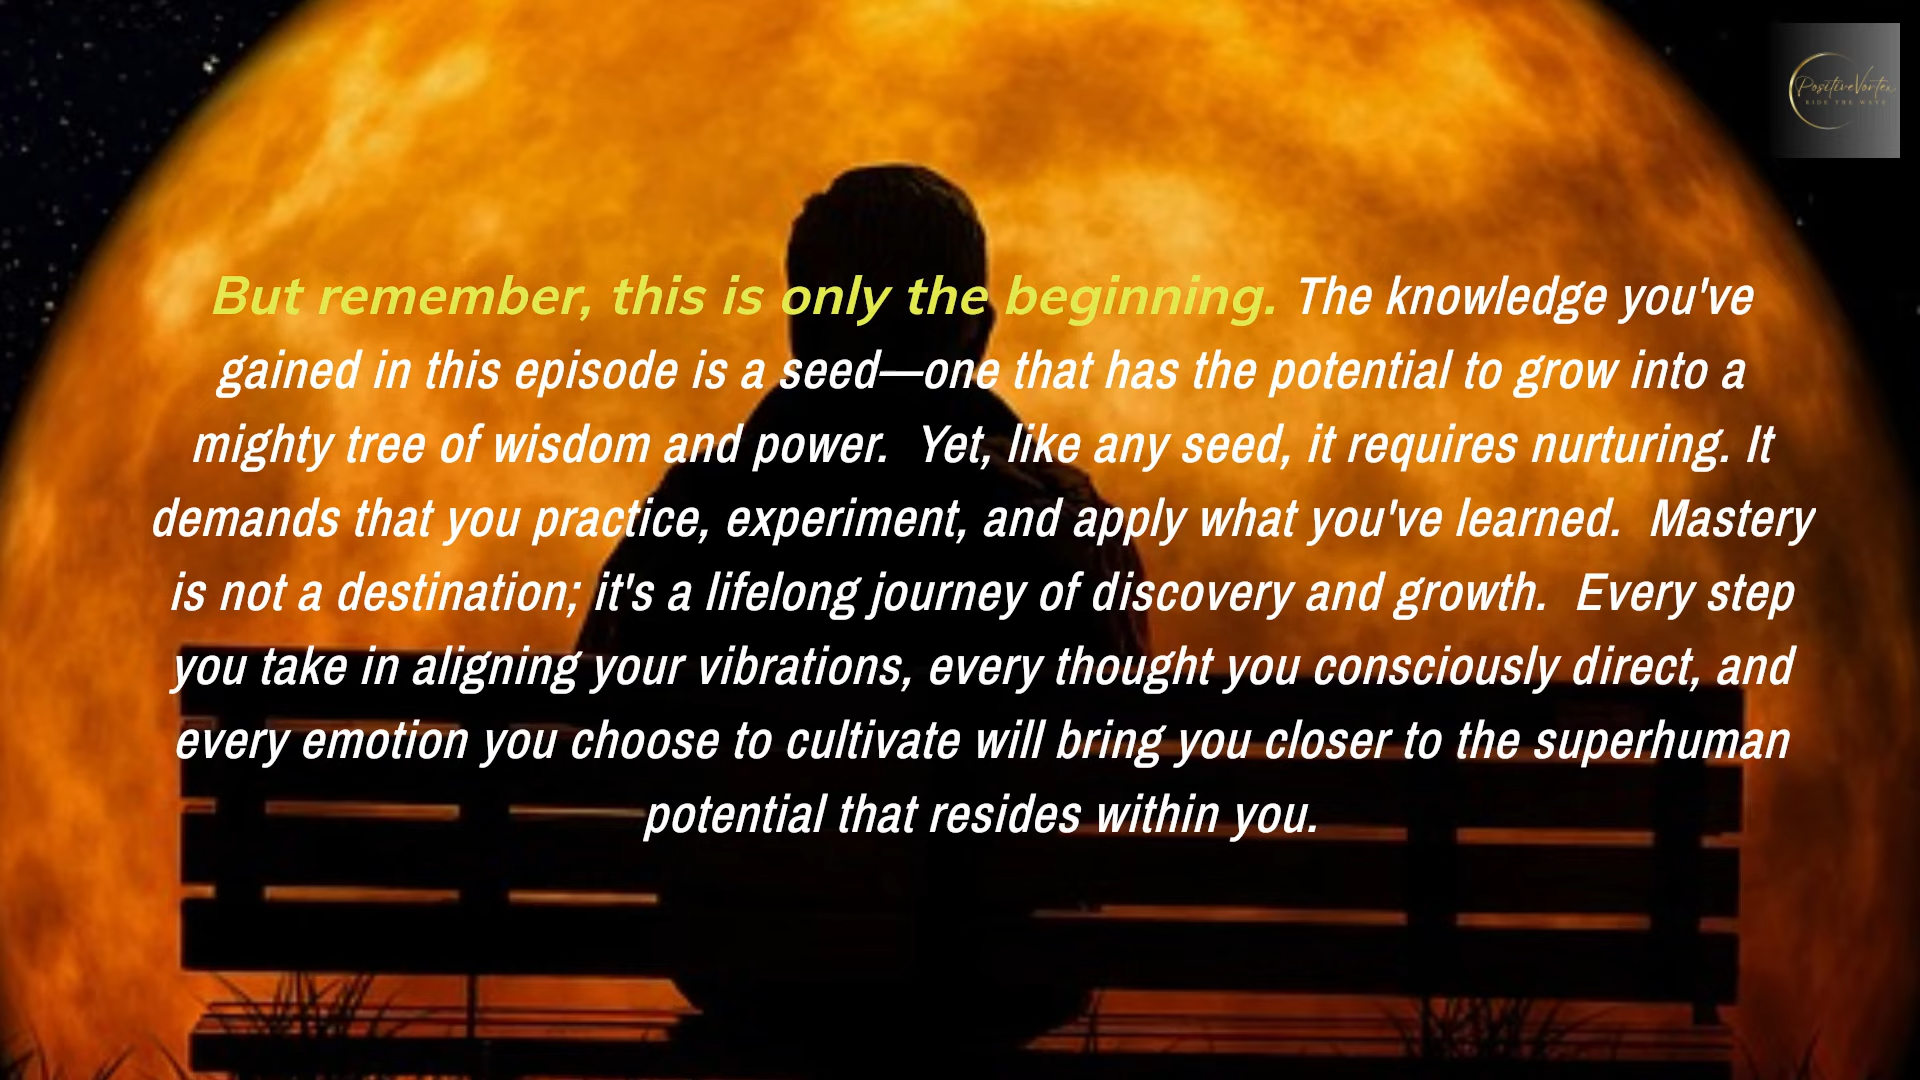 PositiveVortex
RIDE THE WAVE
But remember, this is only the beginning. The knowledge you've
gained in this episode is a seed—one that has the potential to grow into a
mighty tree of wisdom and power.  Yet, like any seed, it requires nurturing. It
demands that you practice, experiment, and apply what you've learned.  Mastery
is not a destination; it's a lifelong journey of discovery and growth.  Every step
you take in aligning your vibrations, every thought you consciously direct, and
every emotion you choose to cultivate will bring you closer to the superhuman
potential that resides within you.